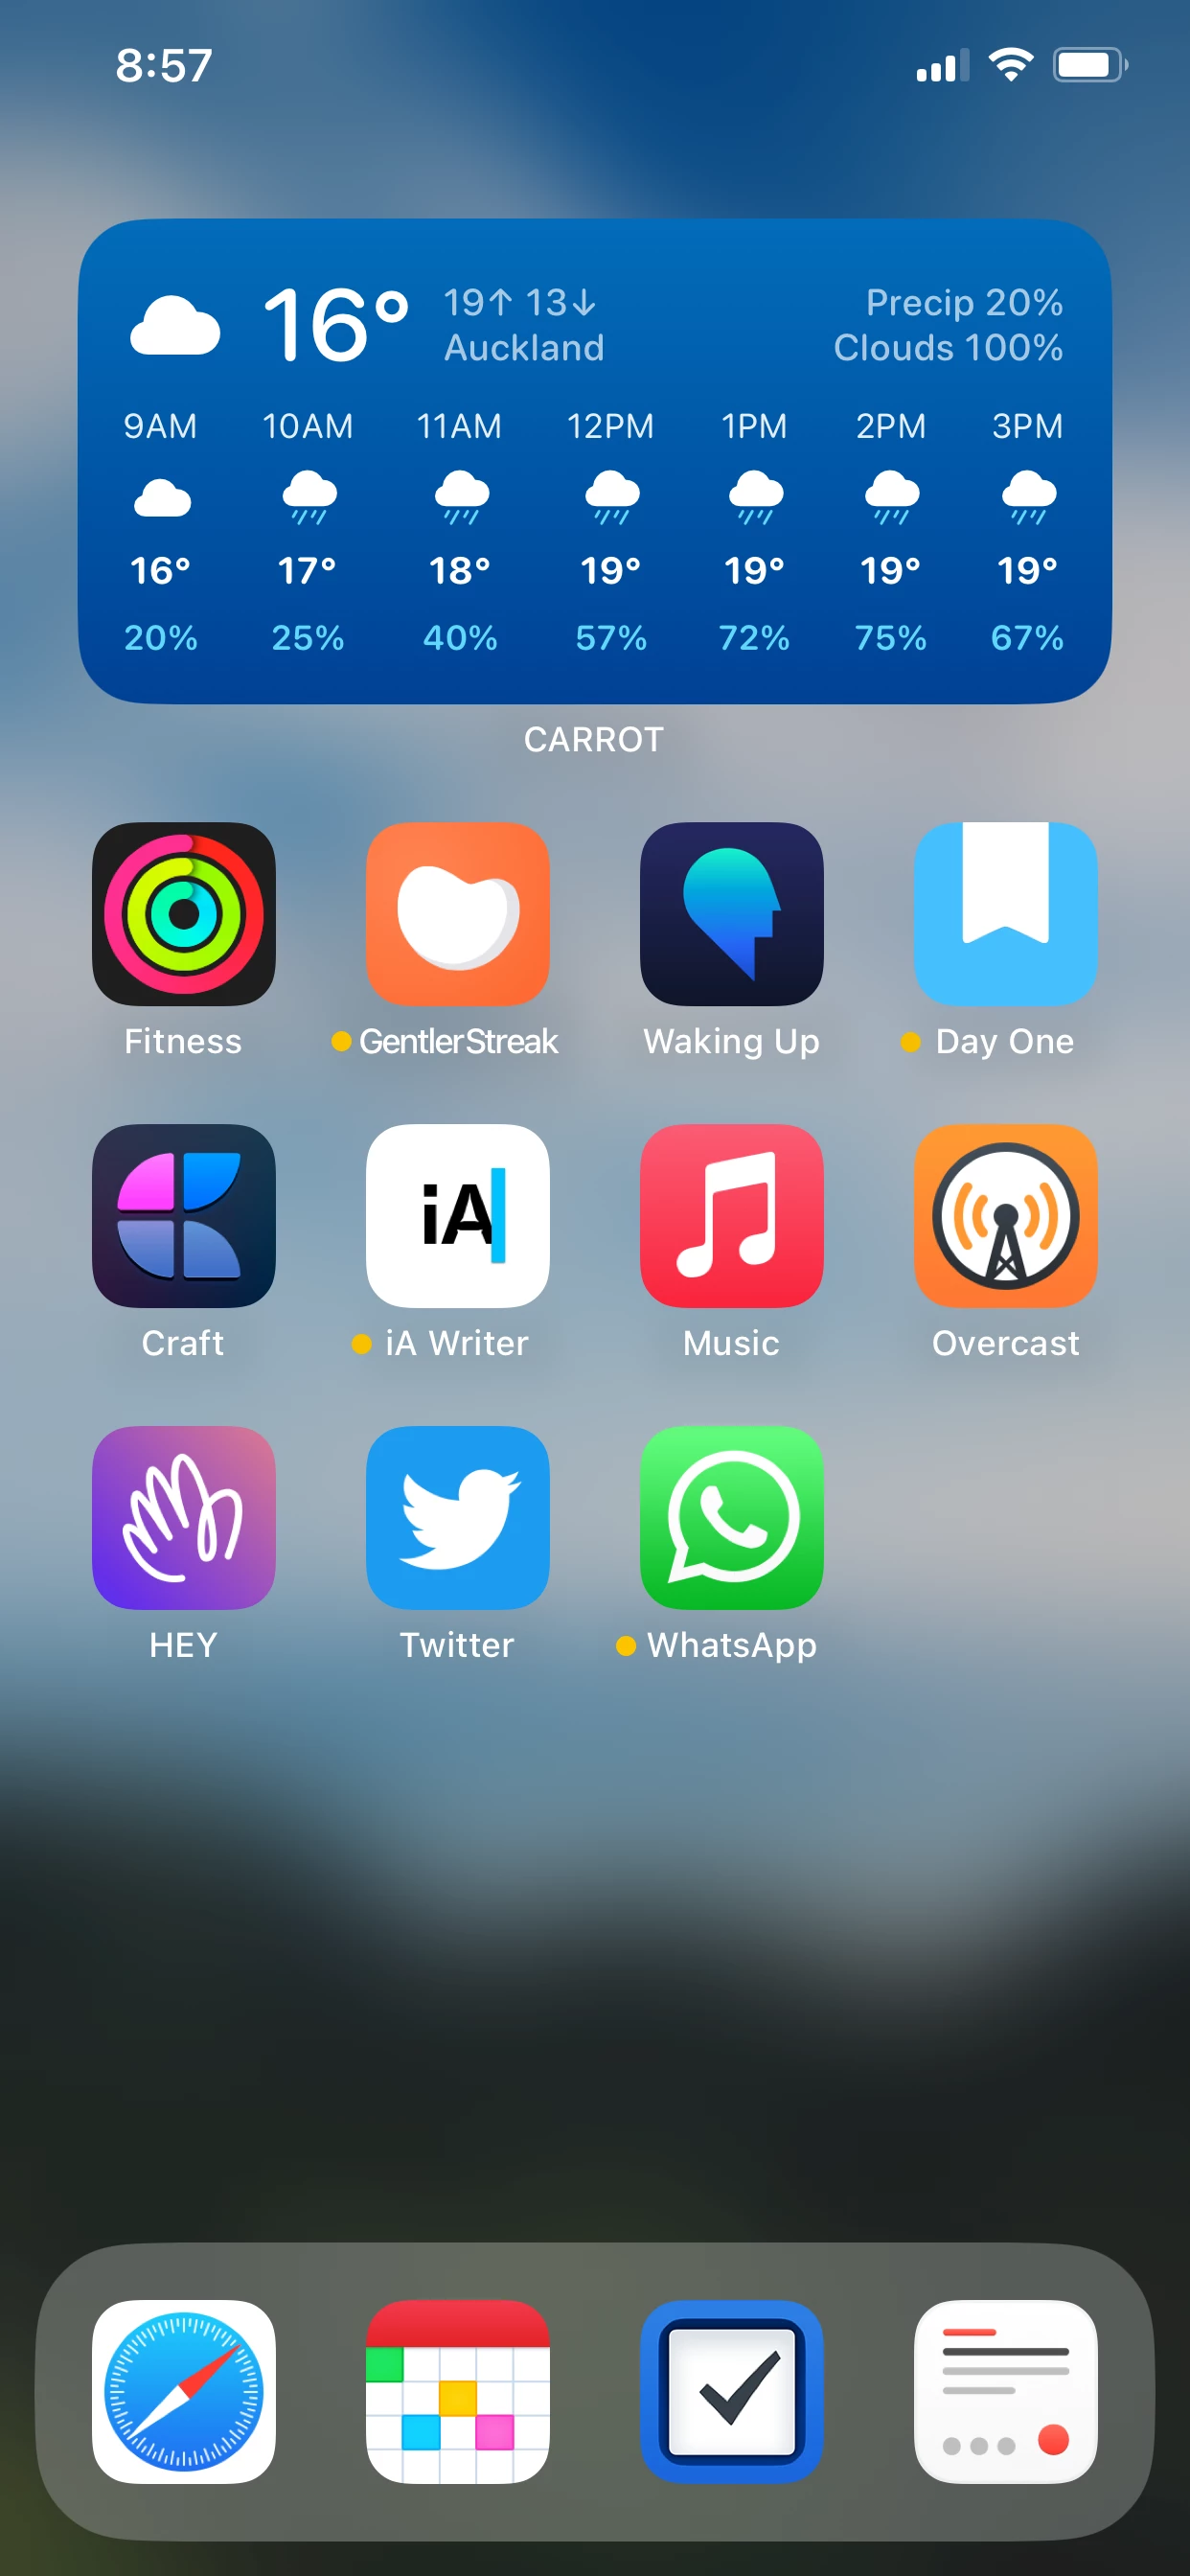 8:57
16° 19↑ 13↓ Precip 20%
Auckland Clouds 100%
9AM 10AM 11AM 12PM 1PM 2PM 3PM
16° 17° 18° 19° 19° 19° 19°
20% 25% 40% 57% 72% 75% 67%
CARROT
Fitness GentlerStreak Waking Up Day One
iA
Craft iA Writer Music Overcast
HEY Twitter WhatsApp